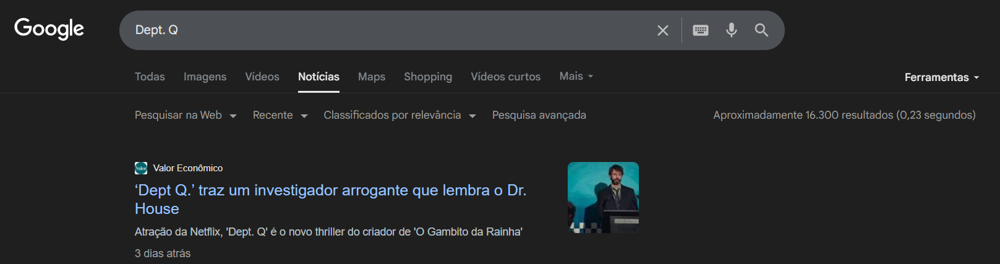 Google
Dept. Q
Todas
Imagens
Vídeos
Notícias
Maps
Shopping
Vídeos curtos
Mais
Ferramentas
Pesquisar na Web
Recente
Classificados por relevância
Pesquisa avançada
Aproximadamente 16.300 resultados (0,23 segundos)
Valor
Valor Econômico
‘Dept Q.’ traz um investigador arrogante que lembra o Dr.
House
Atração da Netflix, 'Dept. Q' é o novo thriller do criador de 'O Gambito da Rainha'
3 dias atrás